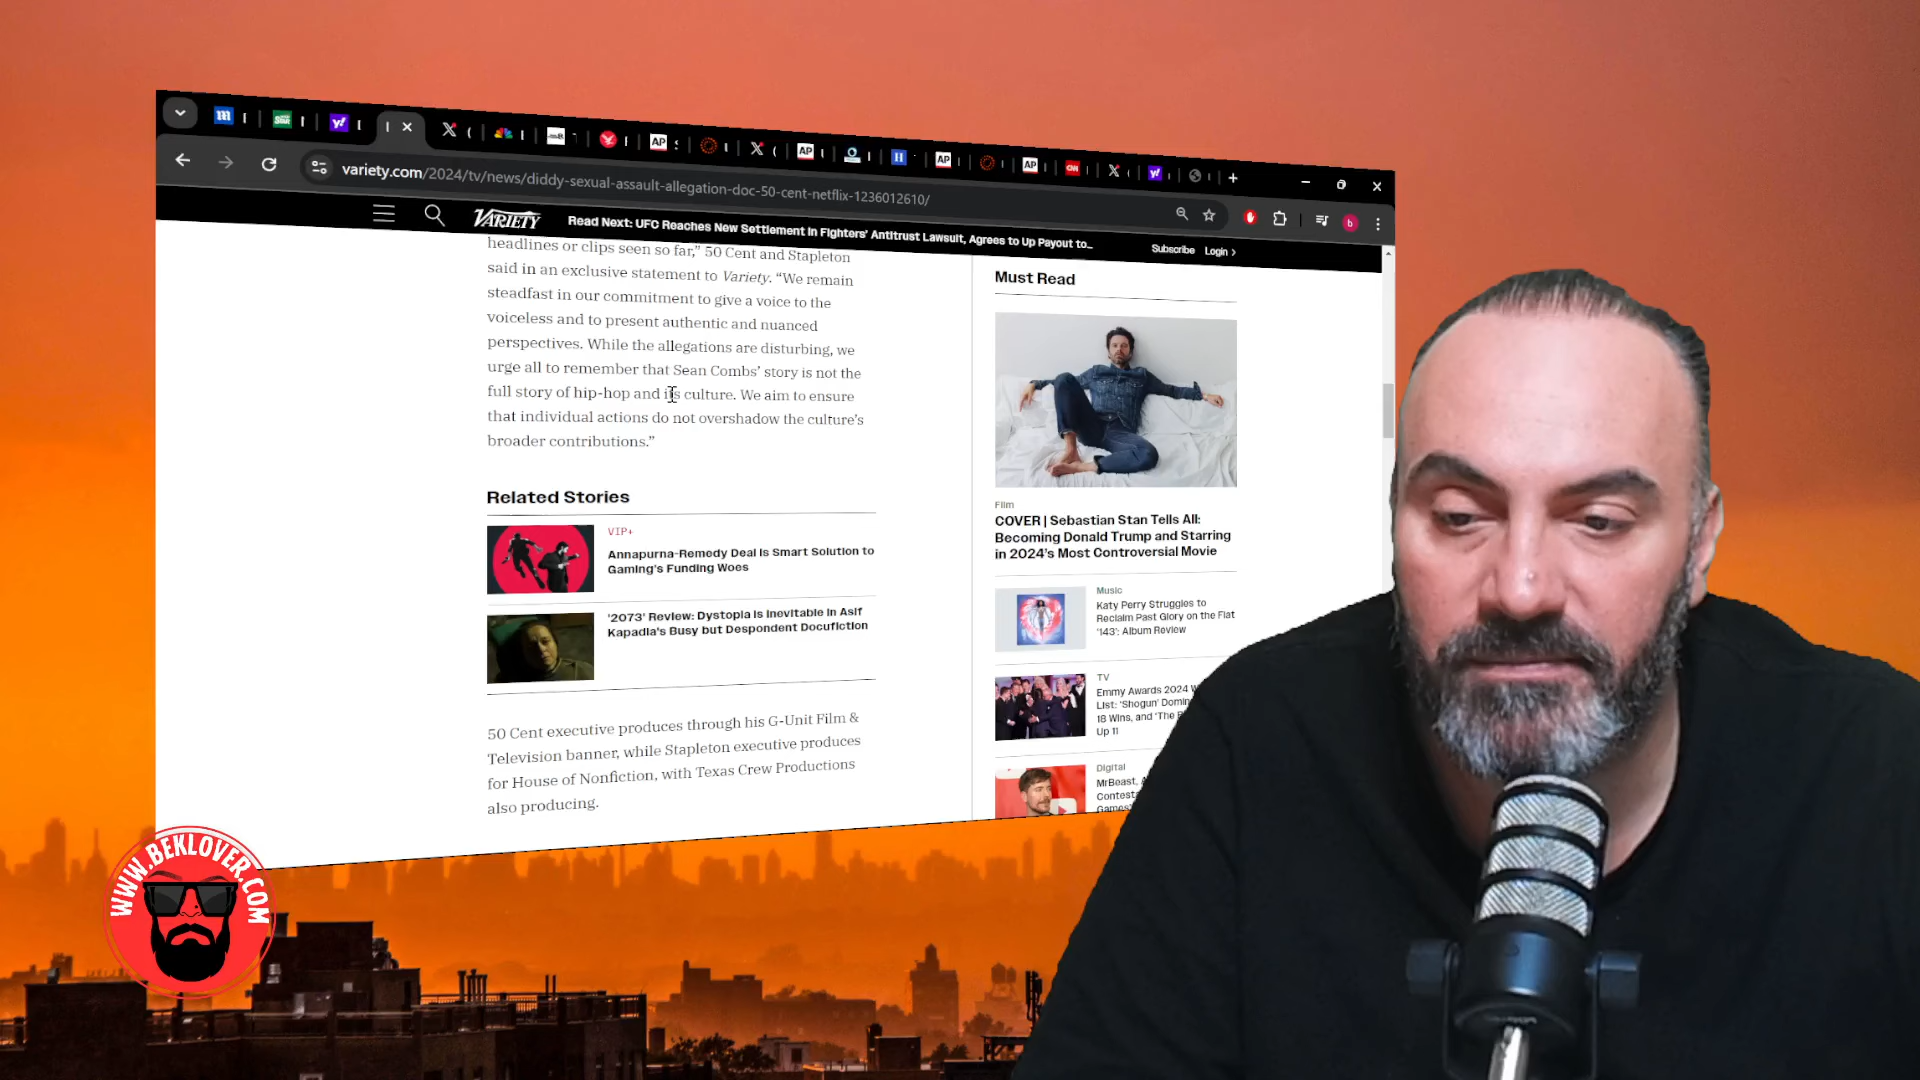 variety.com/2024/tv/news/diddy-sexual-assault-allegation-doc-50-cent-netflix-1236012610/
VARIETY
Read Next: UFC Reaches New Settlement in Fighters' Antitrust Lawsuit, Agrees to Up Payout to...
Subscribe Login
headlines or clips seen so far," 50 Cent and Stapleton
said in an exclusive statement to Variety. "We remain
steadfast in our commitment to give a voice to the
voiceless and to present authentic and nuanced
perspectives. While the allegations are disturbing, we
urge all to remember that Sean Combs' story is not the
full story of hip-hop and its culture. We aim to ensure
that individual actions do not overshadow the culture's
broader contributions."
Related Stories
VIP+
Annapurna-Remedy Deal Is Smart Solution to
Gaming's Funding Woes
'2073' Review: Dystopia Is Inevitable in Asif
Kapadia's Busy but Despondent Docufiction
50 Cent executive produces through his G-Unit Film &
Television banner, while Stapleton executive produces
for House of Nonfiction, with Texas Crew Productions
also producing.
Must Read
Film
COVER | Sebastian Stan Tells All:
Becoming Donald Trump and Starring
in 2024's Most Controversial Movie
Music
Katy Perry Struggles to
Reclaim Past Glory on the Flat
'143': Album Review
TV
Emmy Awards 2024 W
List: 'Shogun' Domin
18 Wins, and 'The
Up 11
Digital
MrBeast, A
Contesta
Games'
WWW.BEKLOVER.COM